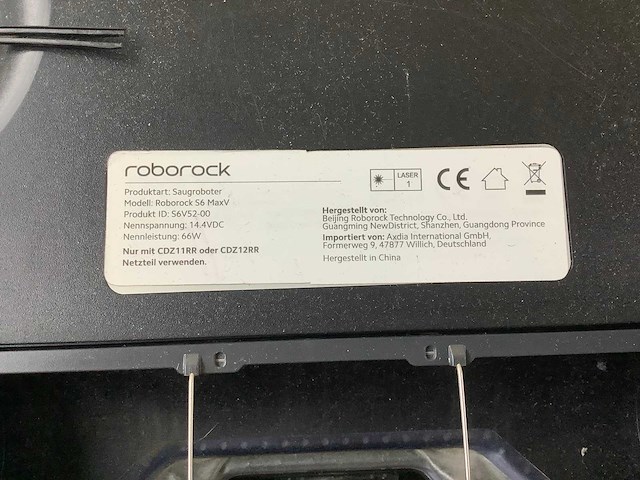 roborock
Produktart: Saugroboter
Modell: Roborock S6 MaxV
Produkt ID: S6V52-00
Nennspannung: 14.4VDC
Nennleistung: 66W
Nur mit CDZ11RR oder CDZ12RR
Netzteil verwenden.
LASER
1
CE
Hergestellt von:
Beijing Roborock Technology Co., Ltd.
Guangming NewDistrict, Shanzhen, Guangdong Province
Importiert von: Axdia International GmbH,
Formerweg 9, 47877 Willich, Deutschland
Hergestellt in China